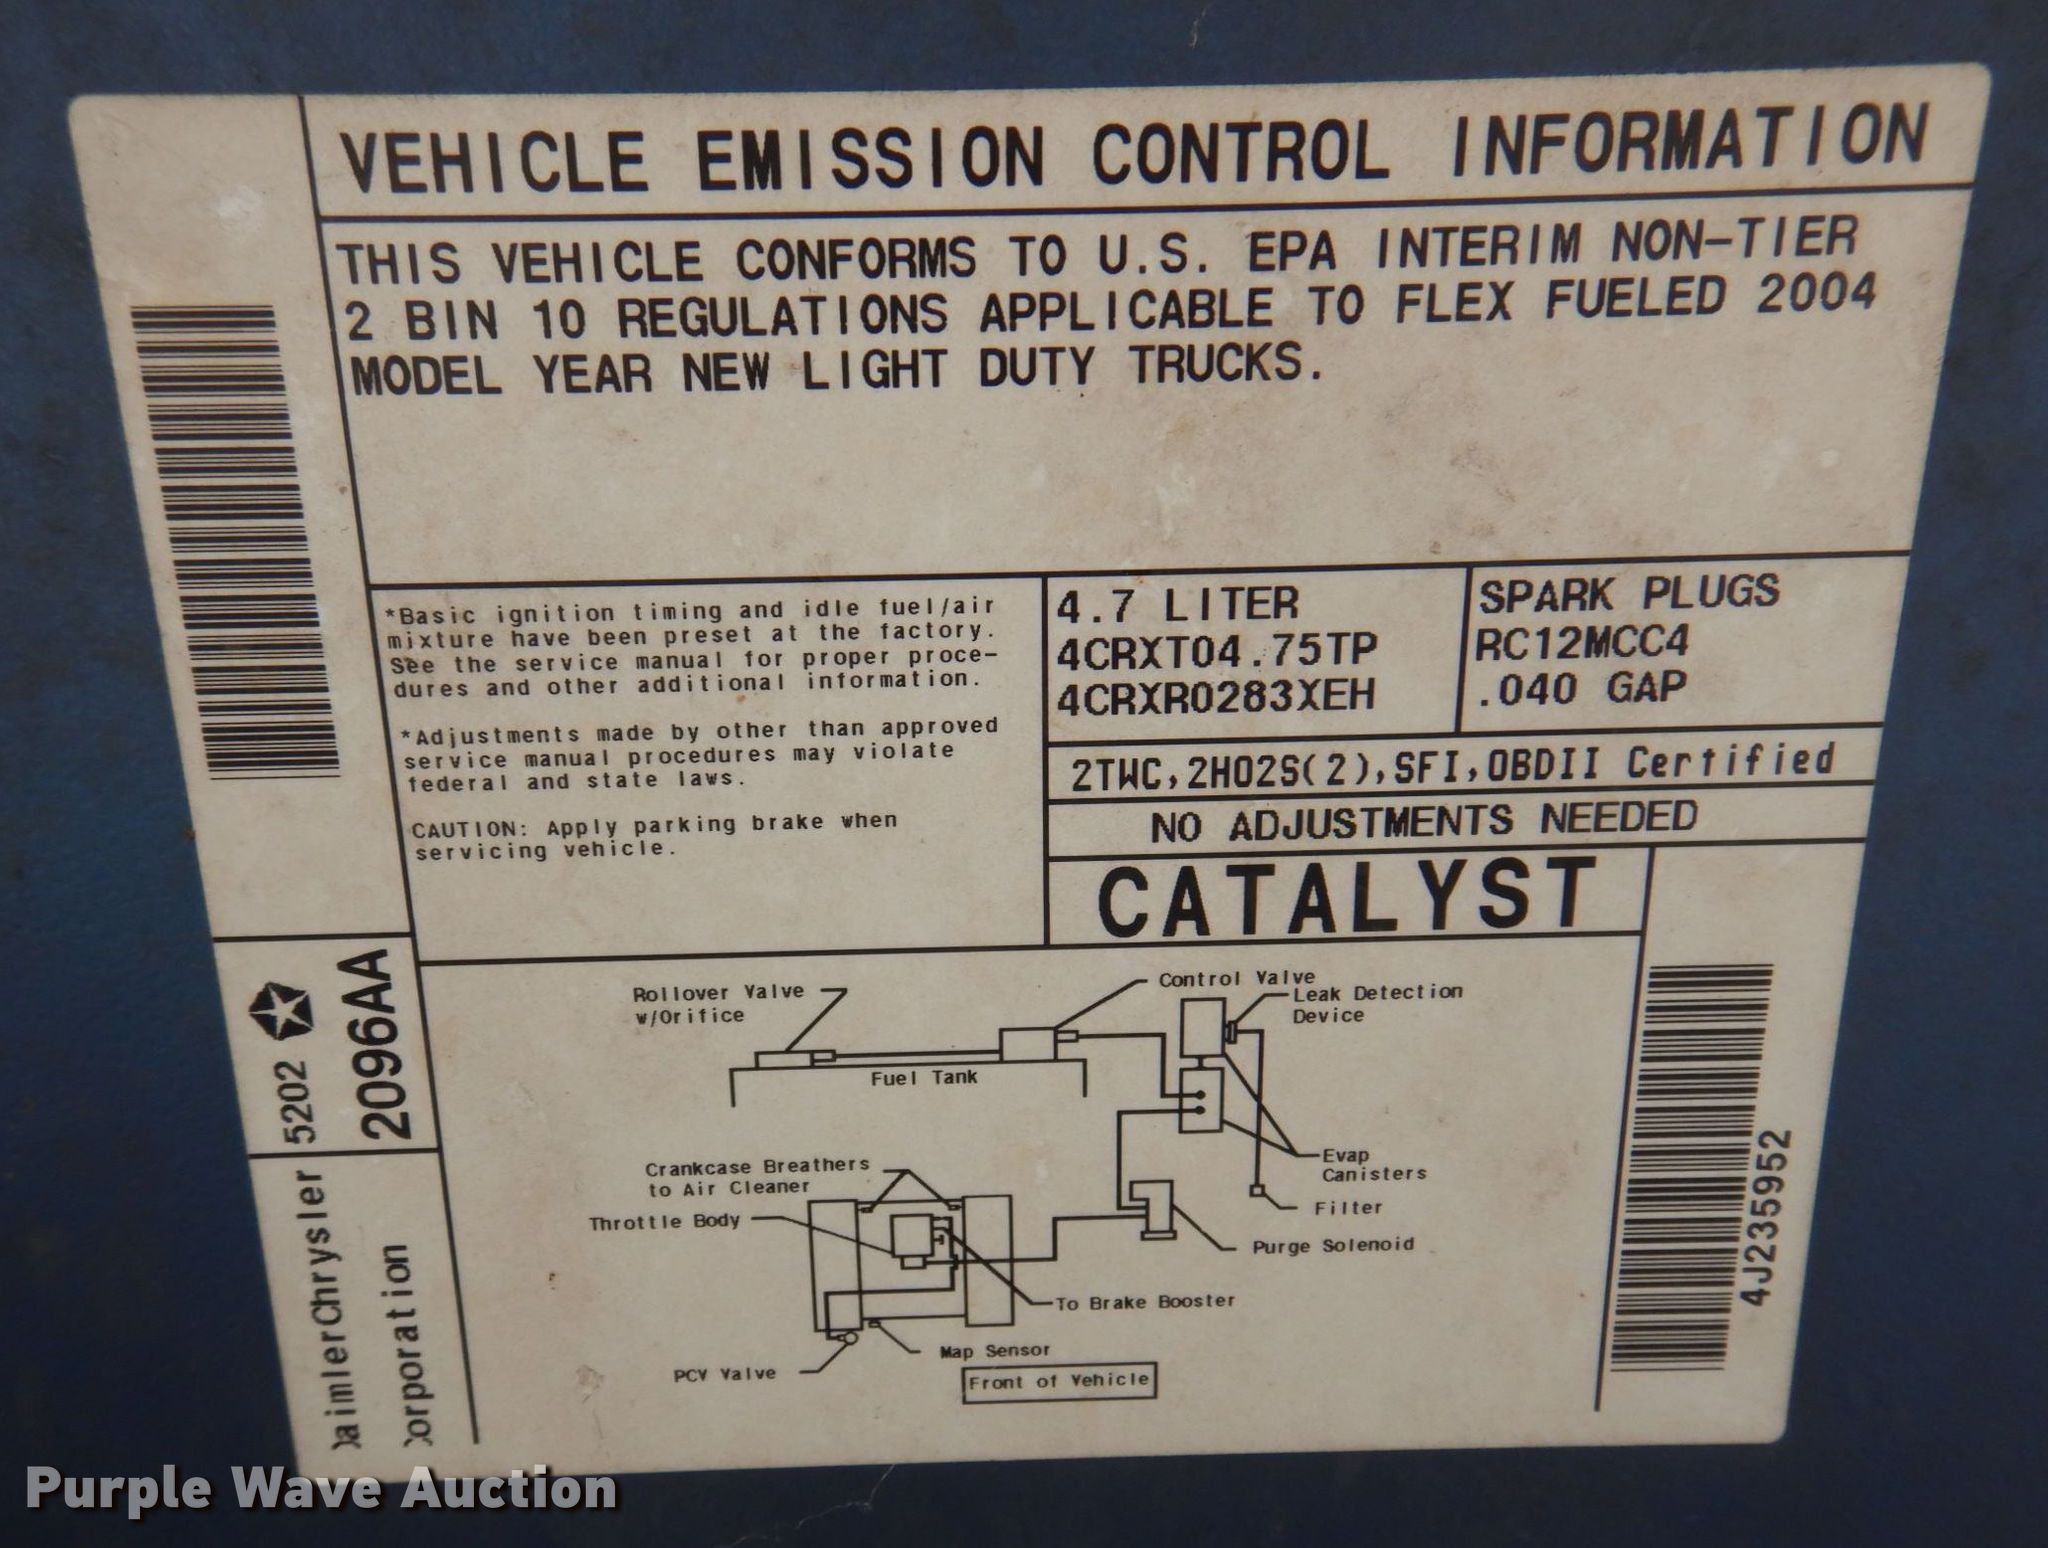 VEHICLE EMISSION CONTROL INFORMATION
THIS VEHICLE CONFORMS TO U.S. EPA INTERIM NON-TIER
2 BIN 10 REGULATIONS APPLICABLE TO FLEX FUELED 2004
MODEL YEAR NEW LIGHT DUTY TRUCKS.
*Basic ignition timing and idle fuel/air
mixture have been preset at the factory.
See the service manual for proper proce-
dures and other additional information.
*Adjustments made by other than approved
service manual procedures may violate
federal and state laws.
CAUTION: Apply parking brake when
servicing vehicle.
4.7 LITER
4CRXT04.75TP
4CRXR0283XEH
SPARK PLUGS
RC12MCC4
.040 GAP
2TWC,2HO2S(2),SFI,OBDII Certified
NO ADJUSTMENTS NEEDED
CATALYST
Rollover Valve
w/Orifice
Control Valve
Leak Detection
Device
Fuel Tank
Evap
Canisters
Filter
Crankcase Breathers
to Air Cleaner
Throttle Body
Purge Solenoid
To Brake Booster
Map Sensor
PCV Valve
Front of Vehicle
5202
2096AA
DaimlerChrysler
Corporation
4J235952
Purple Wave Auction